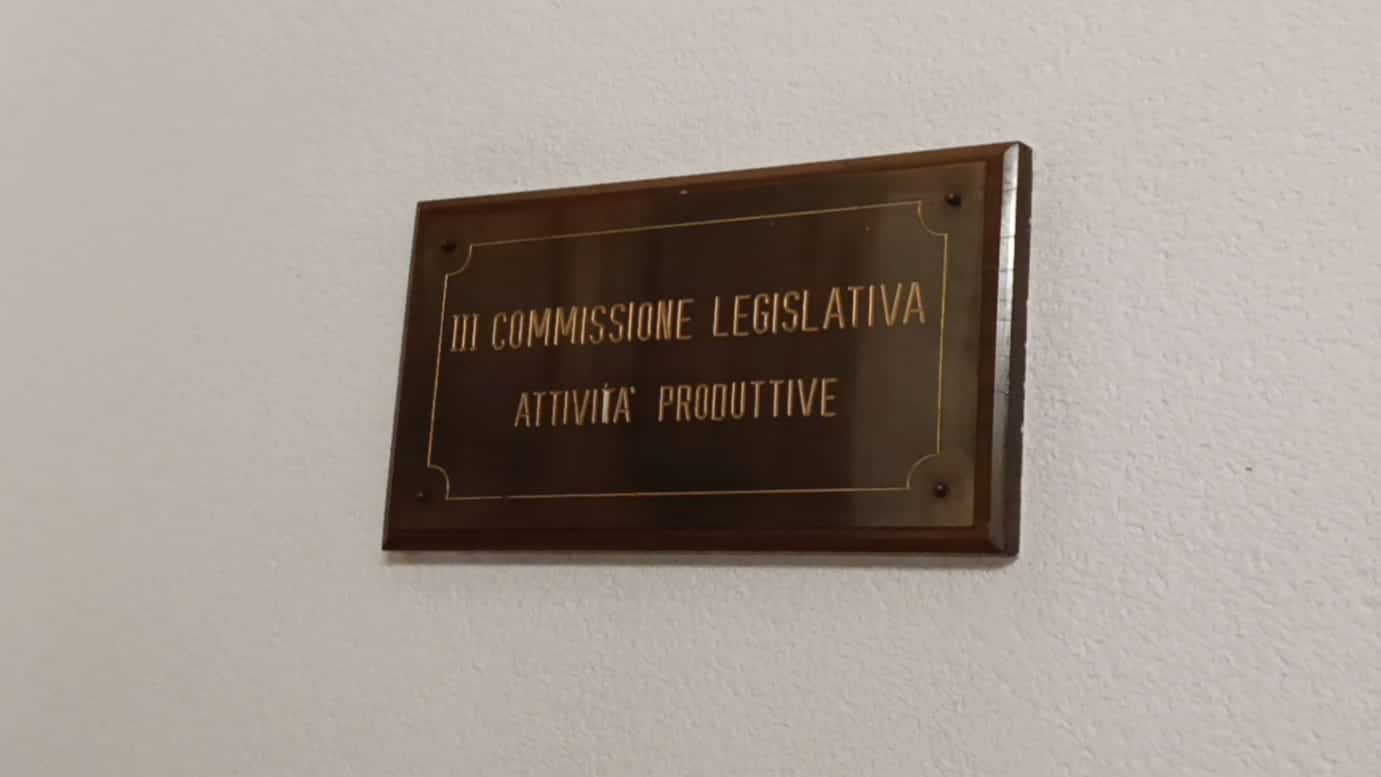 III COMMISSIONE LEGISLATIVA
ATTIVITA' PRODUTTIVE